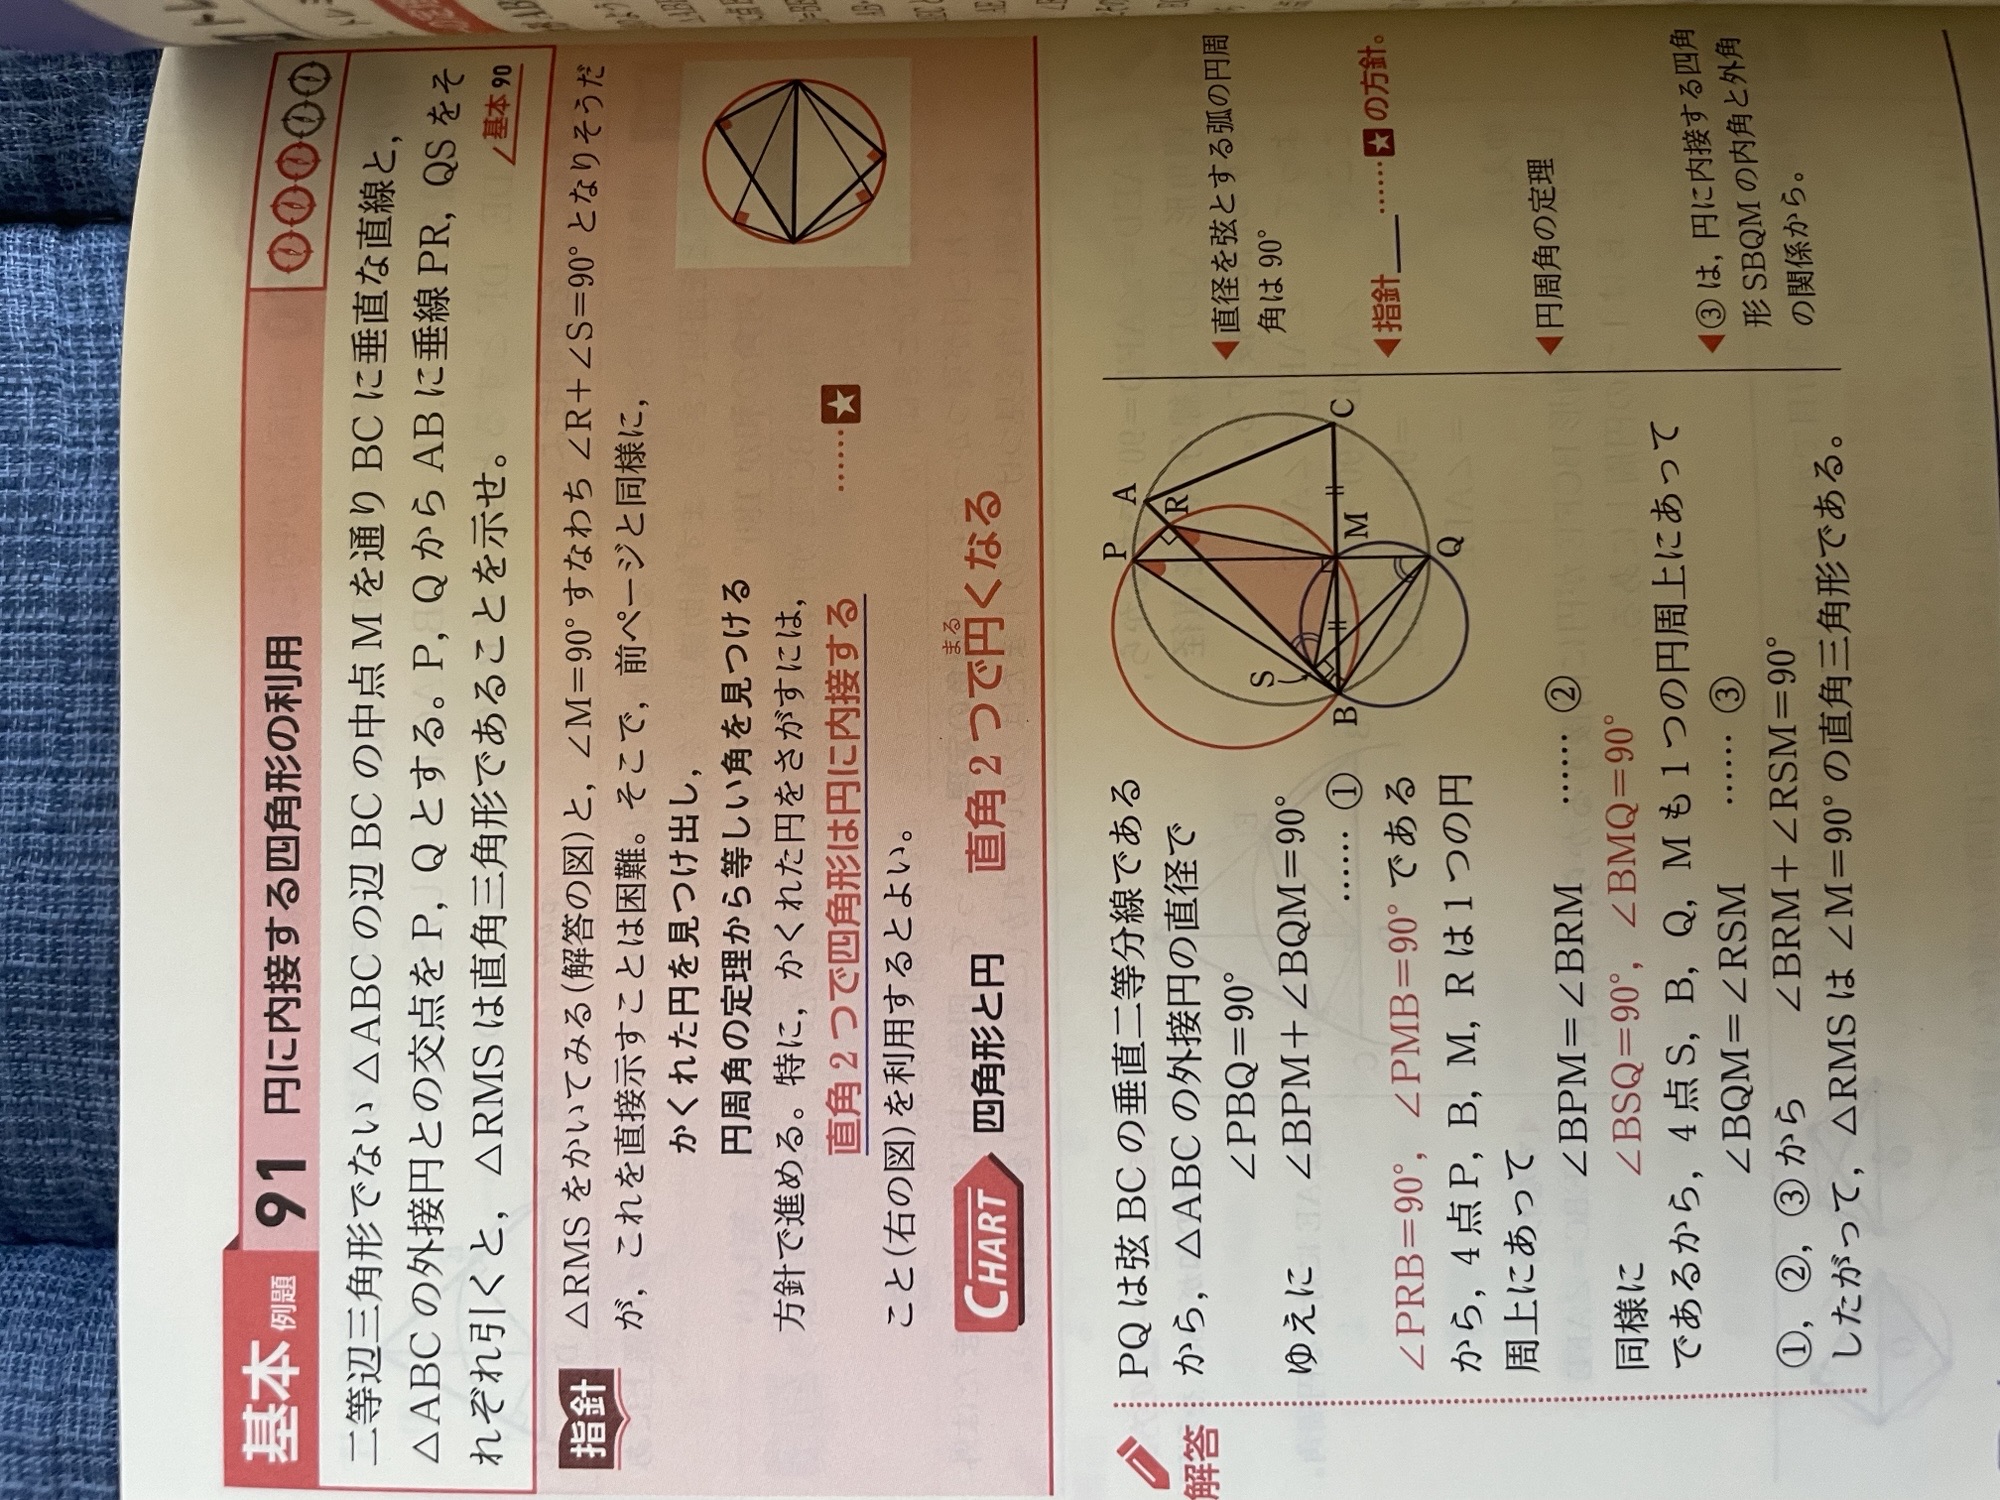 基本 例題 91 円に内接する四角形の利用
二等辺三角形でない △ABC の辺 BC の中点 M を通り BC に垂直な直線と，
△ABC の外接円との交点を P，Q とする。P，Q から AB に垂線 PR，QS をそ
れぞれ引くと，△RMS は直角三角形であることを示せ。
基本 90
指針
△RMS をかいてみる(解答の図)と，∠M=90° すなわち ∠R+∠S=90° となりそうだ
が，これを直接示すことは困難。そこで，前ページと同様に，
かくれた円を見つけ出し，
円周角の定理から等しい角を見つける
方針で進める。特に，かくれた円をさがすには，
直角 2 つで四角形は円に内接する ……★
こと(右の図)を利用するとよい。
CHART 四角形と円 直角 2 つで円くなる
まる
解答
PQ は弦 BC の垂直二等分線である
から，△ABC の外接円の直径で
∠PBQ=90°
ゆえに ∠BPM+∠BQM=90°
…… ①
∠PRB=90°，∠PMB=90° である
から，4 点 P，B，M，R は 1 つの円
周上にあって
∠BPM=∠BRM …… ②
同様に ∠BSQ=90°，∠BMQ=90°
であるから，4 点 S，B，Q，M も 1 つの円周上にあって
∠BQM=∠RSM …… ③
①，②，③ から ∠BRM+∠RSM=90°
したがって，△RMS は ∠M=90° の直角三角形である。
P
A
R
S
B
M
C
Q
◀直径を弦とする弧の円周
角は 90°
◀指針___……★の方針。
◀円周角の定理
◀③ は，円に内接する四角
形 SBQM の内角と外角
の関係から。